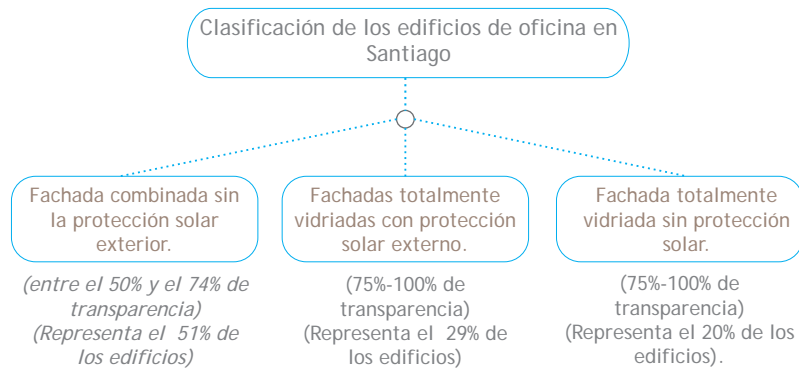 Clasificación de los edificios de oficina en
Santiago
Fachada combinada sin
la protección solar
exterior.
(entre el 50% y el 74% de
transparencia)
(Representa el 51% de
los edificios)
Fachadas totalmente
vidriadas con protección
solar externo.
(75%-100% de
transparencia)
(Representa el 29% de
los edificios)
Fachada totalmente
vidriada sin protección
solar.
(75%-100% de
transparencia)
(Representa el 20% de los
edificios).